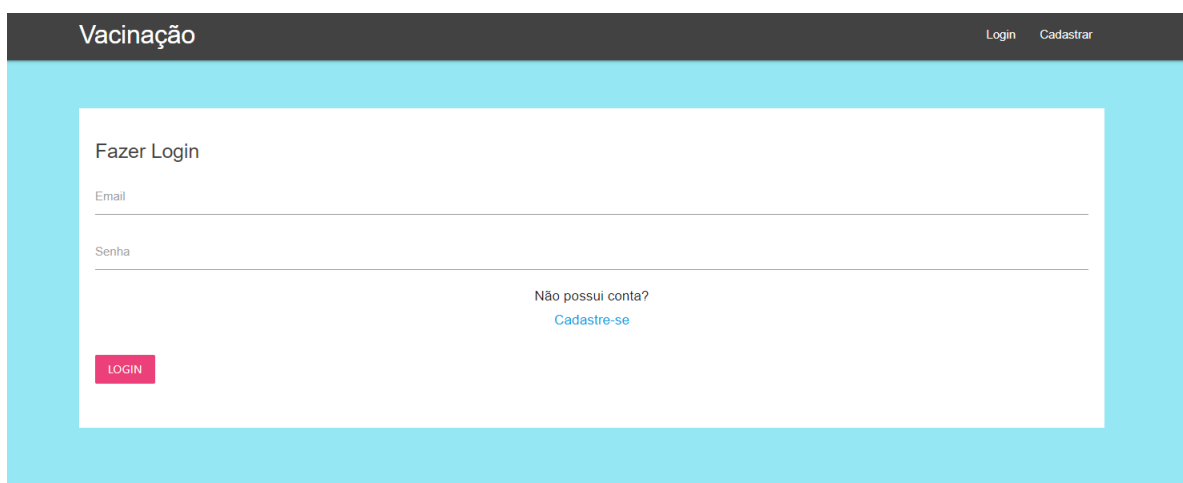 Vacinação
Login Cadastrar
Fazer Login
Email
Senha
Não possui conta?
Cadastre-se
LOGIN